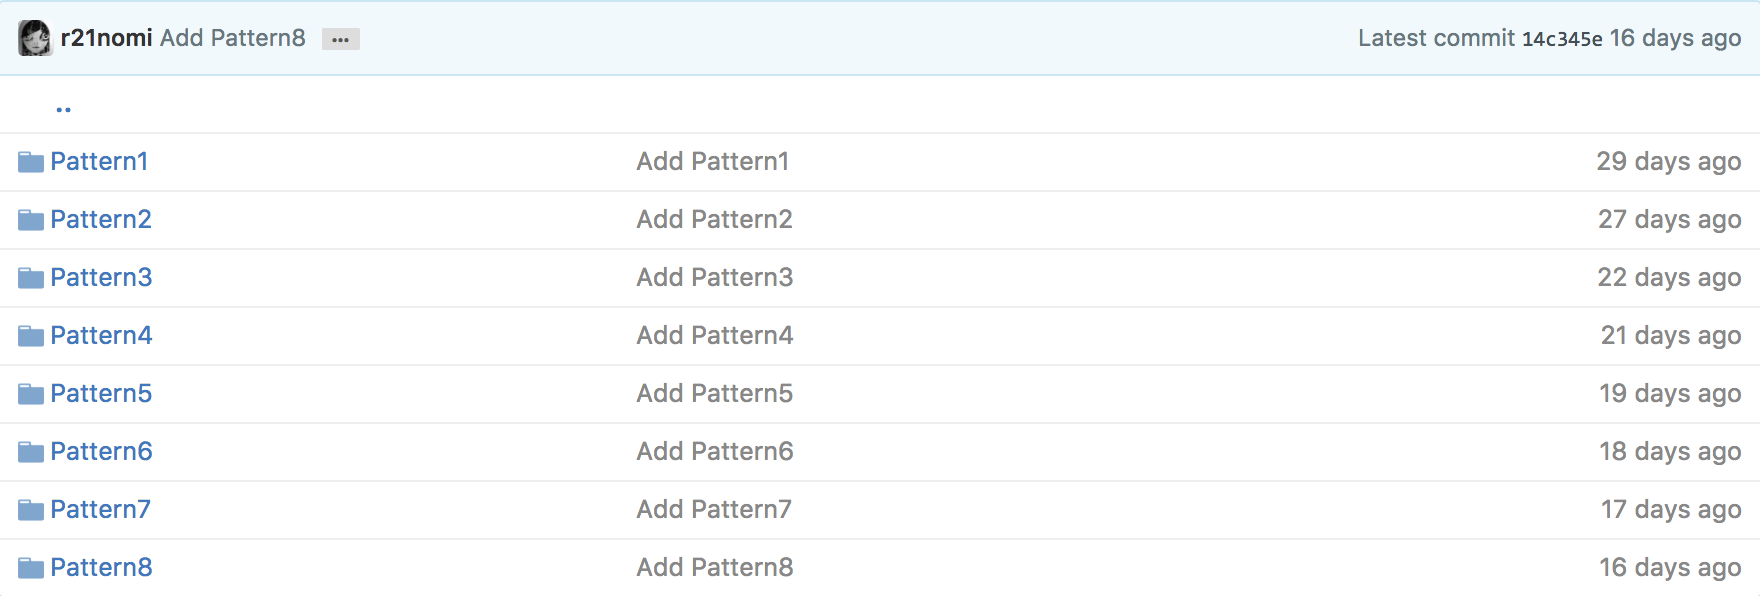 r21nomi Add Pattern8 ... Latest commit 14c345e 16 days ago
..
Pattern1 Add Pattern1 29 days ago
Pattern2 Add Pattern2 27 days ago
Pattern3 Add Pattern3 22 days ago
Pattern4 Add Pattern4 21 days ago
Pattern5 Add Pattern5 19 days ago
Pattern6 Add Pattern6 18 days ago
Pattern7 Add Pattern7 17 days ago
Pattern8 Add Pattern8 16 days ago